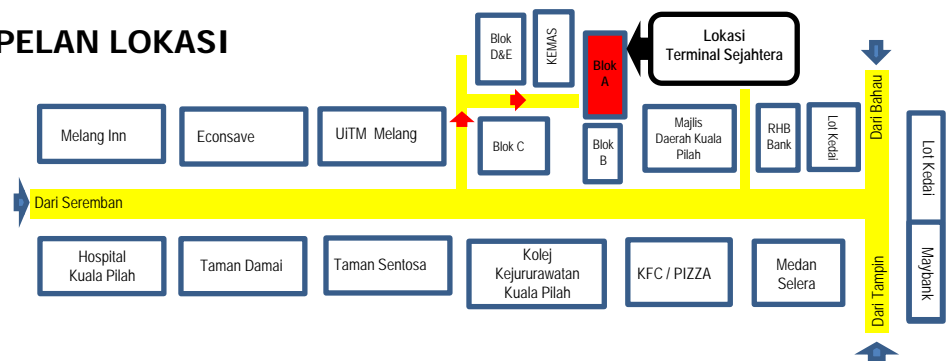 PELAN LOKASI
Blok
D&E
KEMAS
Blok
A
Lokasi
Terminal Sejahtera
Melang Inn
Econsave
UiTM Melang
Blok C
Blok
B
Majlis
Daerah Kuala
Pilah
RHB
Bank
Lot Kedai
Dari Bahau
Lot Kedai
Dari Seremban
Hospital
Kuala Pilah
Taman Damai
Taman Sentosa
Kolej
Kejururawatan
Kuala Pilah
KFC / PIZZA
Medan
Selera
Dari Tampin
Maybank